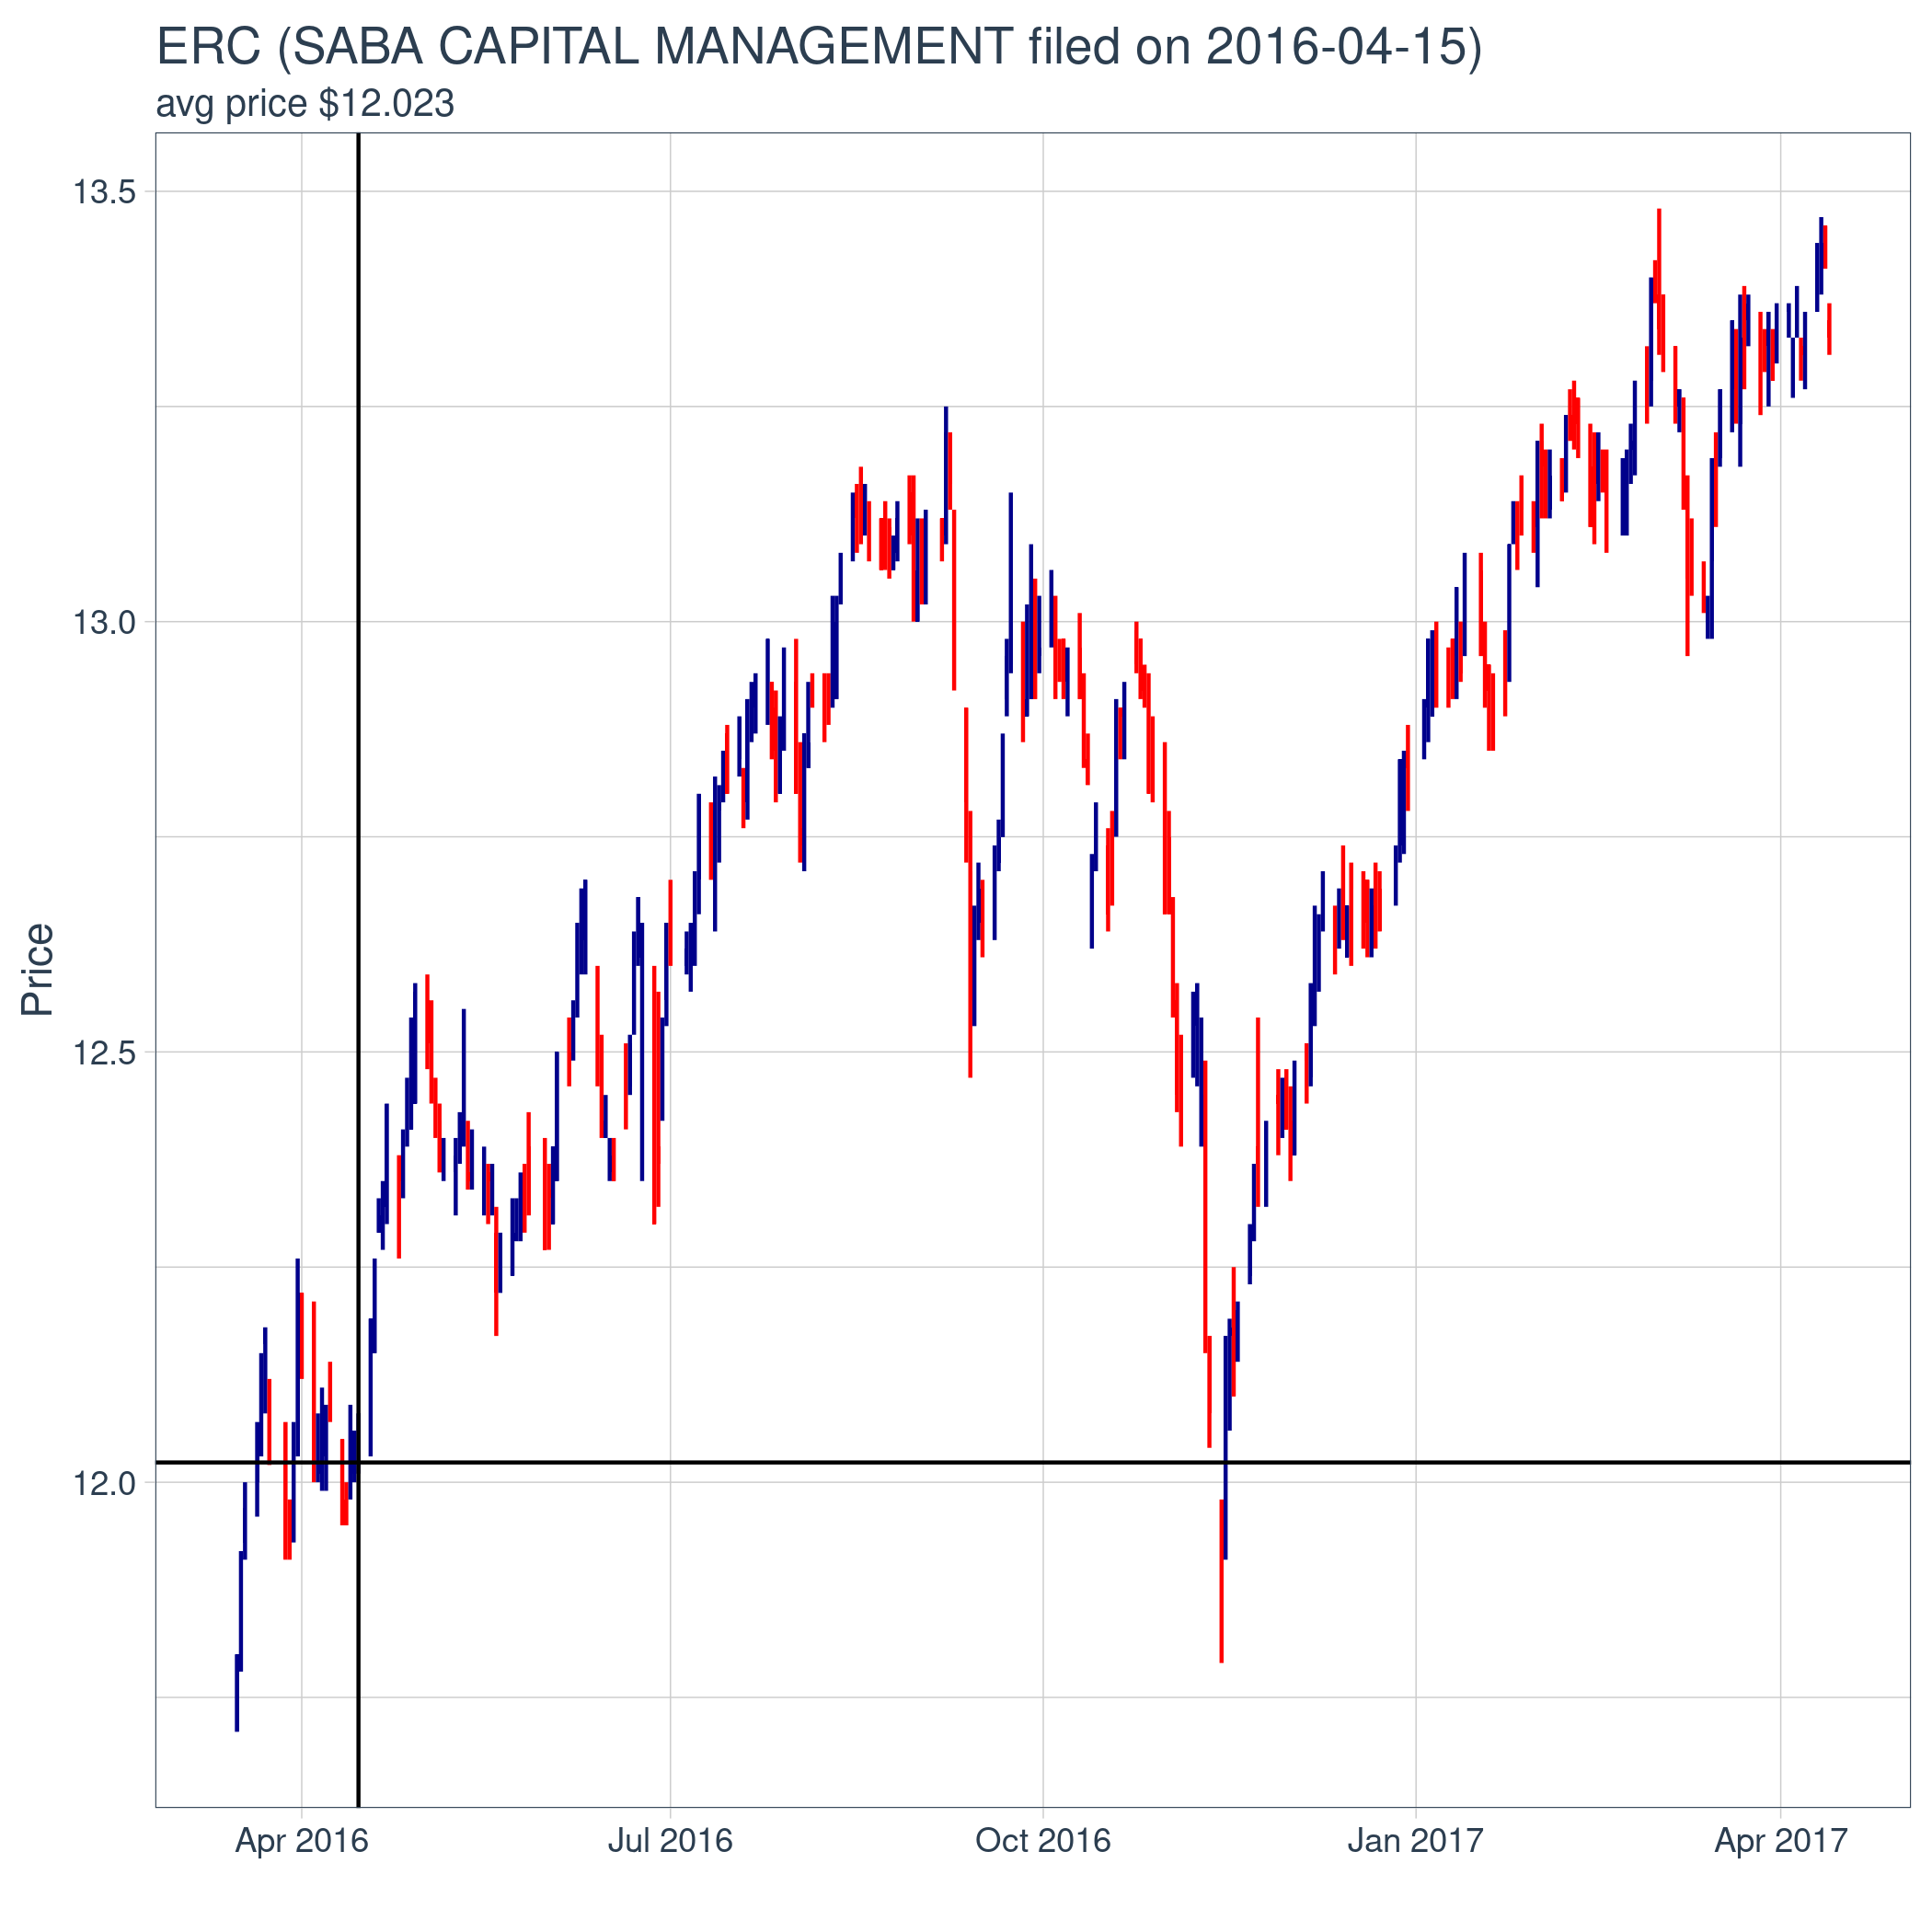 ERC (SABA CAPITAL MANAGEMENT filed on 2016-04-15)
avg price $12.023
13.5
13.0
12.5
12.0
Price
Apr 2016
Jul 2016
Oct 2016
Jan 2017
Apr 2017